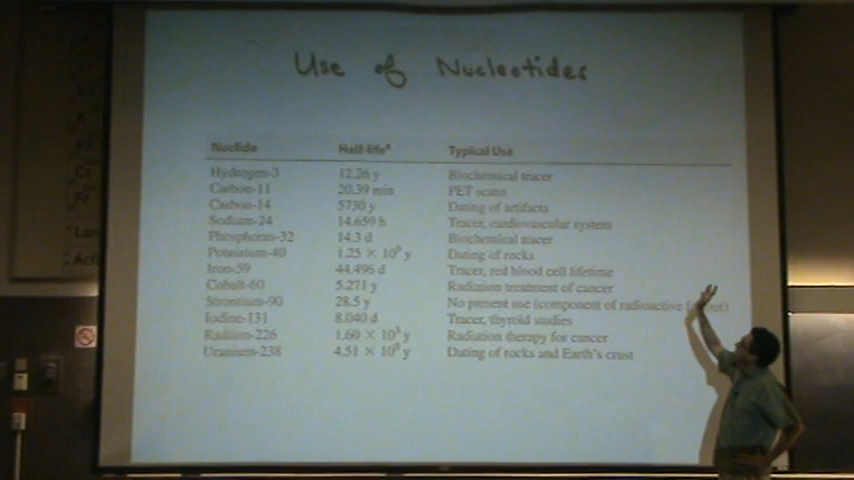 Use of Nucleotides
Nuclide Half-lifeª Typical Use
Hydrogen-3 12.26 y Biochemical tracer
Carbon-11 20.39 min PET scans
Carbon-14 5730 y Dating of artifacts
Sodium-24 14.659 h Tracer, cardiovascular system
Phosphorus-32 14.3 d Biochemical tracer
Potassium-40 1.25 × 10⁹ y Dating of rocks
Iron-59 44.496 d Tracer, red blood cell lifetime
Cobalt-60 5.271 y Radiation treatment of cancer
Strontium-90 28.5 y No present use (component of radioactive fallout)
Iodine-131 8.040 d Tracer, thyroid studies
Radium-226 1.60 × 10³ y Radiation therapy for cancer
Uranium-238 4.51 × 10⁹ y Dating of rocks and Earth's crust